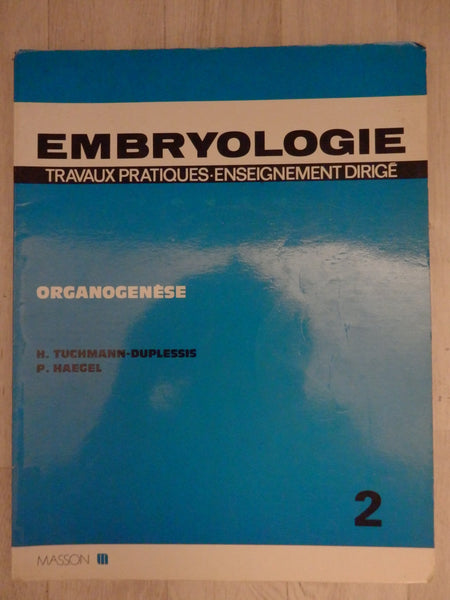 EMBRYOLOGIE
TRAVAUX PRATIQUES·ENSEIGNEMENT DIRIGÉ
ORGANOGENÈSE
H. TUCHMANN-DUPLESSIS
P. HAEGEL
2
MASSON m